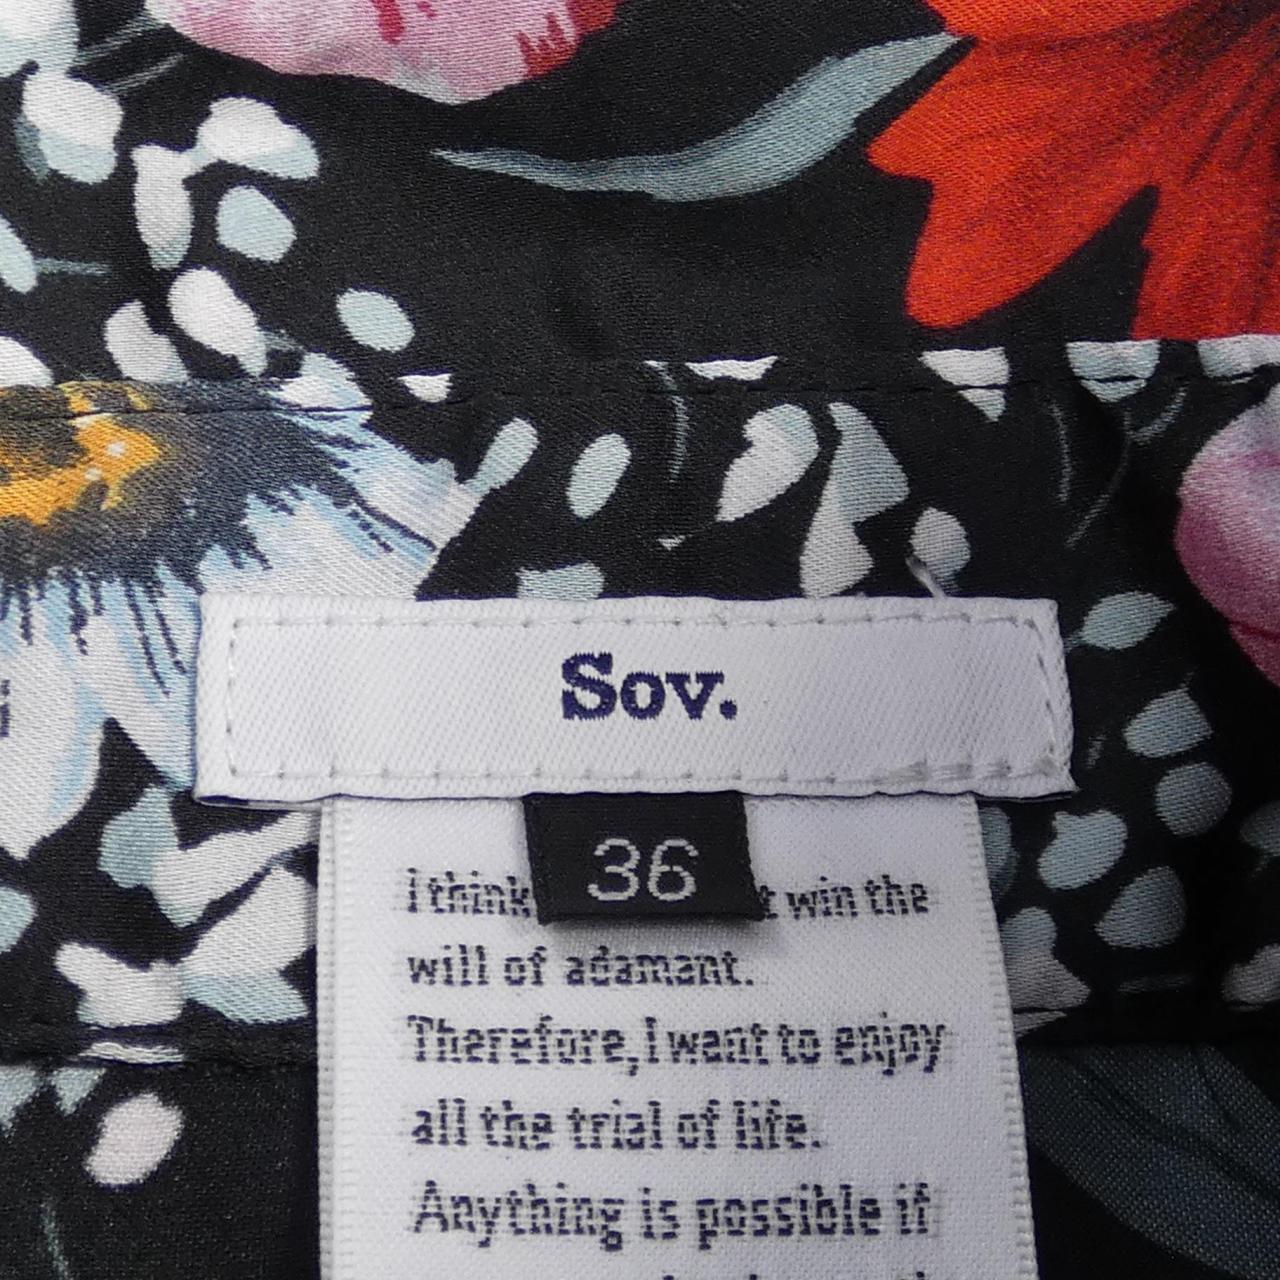 Sov.
36
I think t win the
will of adamant.
Therefore, I want to enjoy
all the trial of life.
Anything is possible if